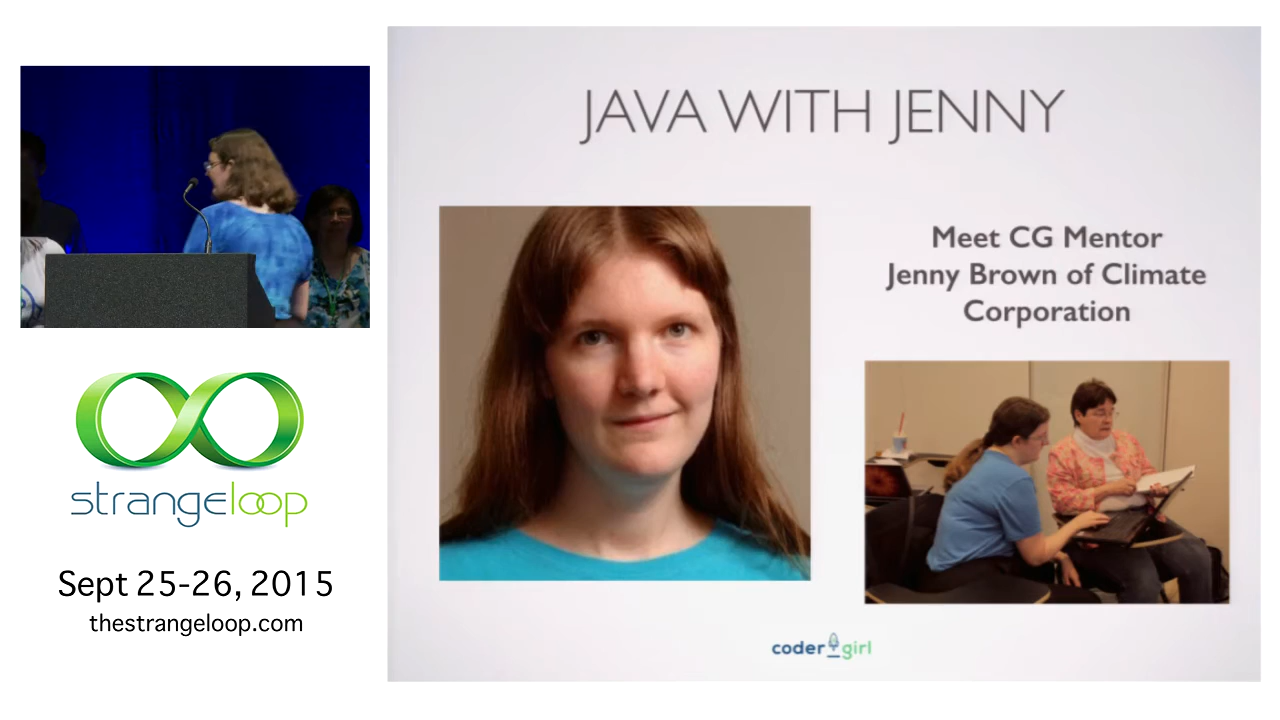 strangeloop
Sept 25-26, 2015
thestrangeloop.com
JAVA WITH JENNY
Meet CG Mentor
Jenny Brown of Climate
Corporation
coder girl